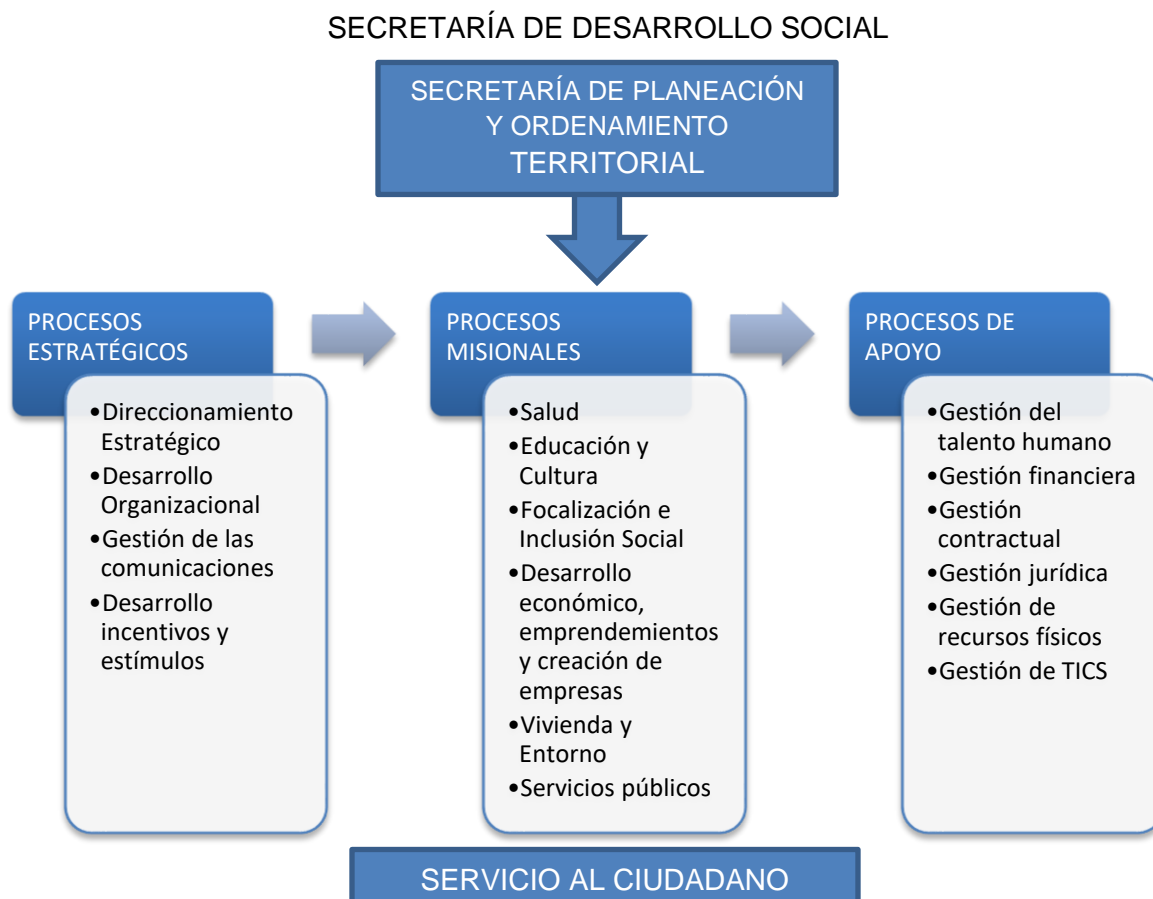 SECRETARÍA DE DESARROLLO SOCIAL
SECRETARÍA DE PLANEACIÓN
Y ORDENAMIENTO
TERRITORIAL
PROCESOS
ESTRATÉGICOS
•Direccionamiento
Estratégico
•Desarrollo
Organizacional
•Gestión de las
comunicaciones
•Desarrollo
incentivos y
estímulos
PROCESOS
MISIONALES
•Salud
•Educación y
Cultura
•Focalización e
Inclusión Social
•Desarrollo
económico,
emprendemientos
y creación de
empresas
•Vivienda y
Entorno
•Servicios públicos
PROCESOS DE
APOYO
•Gestión del
talento humano
•Gestión financiera
•Gestión
contractual
•Gestión jurídica
•Gestión de
recursos físicos
•Gestión de TICS
SERVICIO AL CIUDADANO